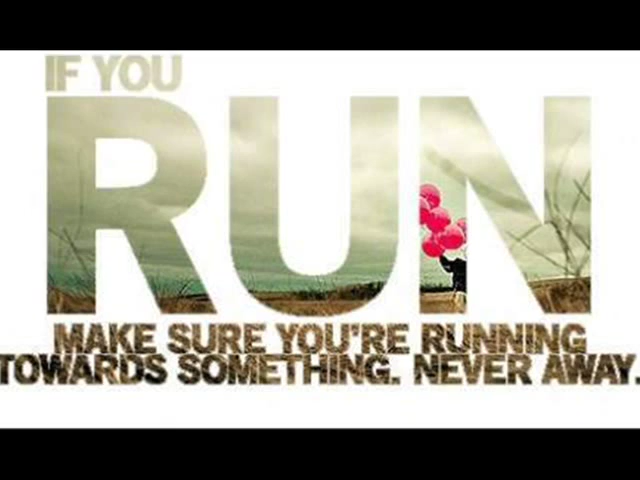 IF YOU
RUN
MAKE SURE YOU'RE RUNNING
TOWARDS SOMETHING. NEVER AWAY.